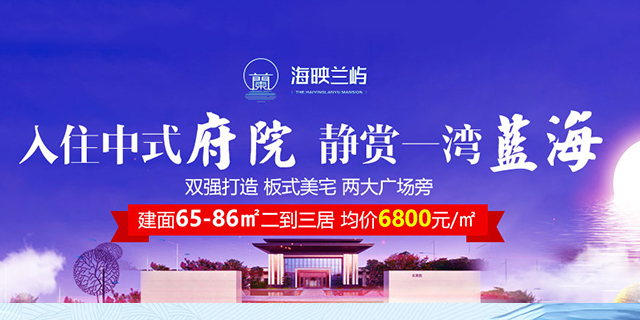 蘭
海映兰屿
THE HAIYINGLANYU MANSION
入住中式府院 静赏一湾蓝海
双强打造 板式美宅 两大广场旁
建面65-86㎡二到三居 均价6800元/㎡